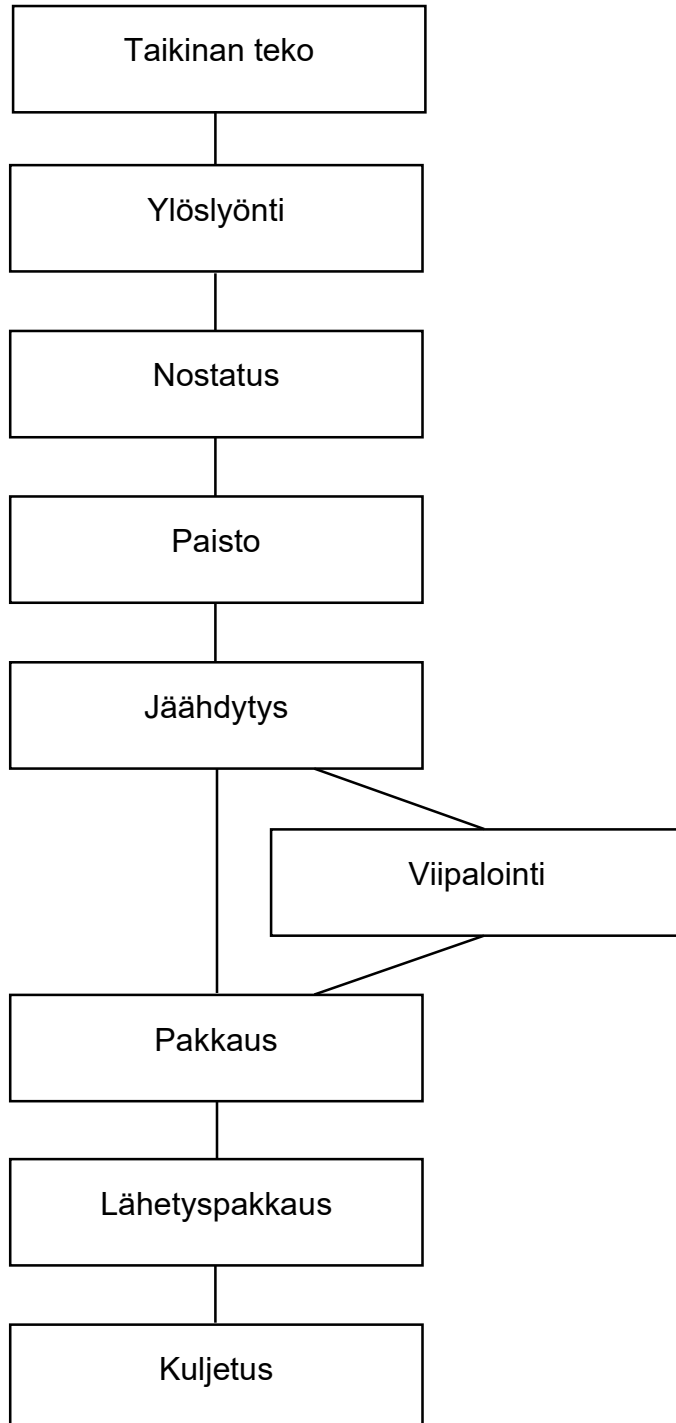 Taikinan teko
Ylöslyönti
Nostatus
Paisto
Jäähdytys
Viipalointi
Pakkaus
Lähetyspakkaus
Kuljetus